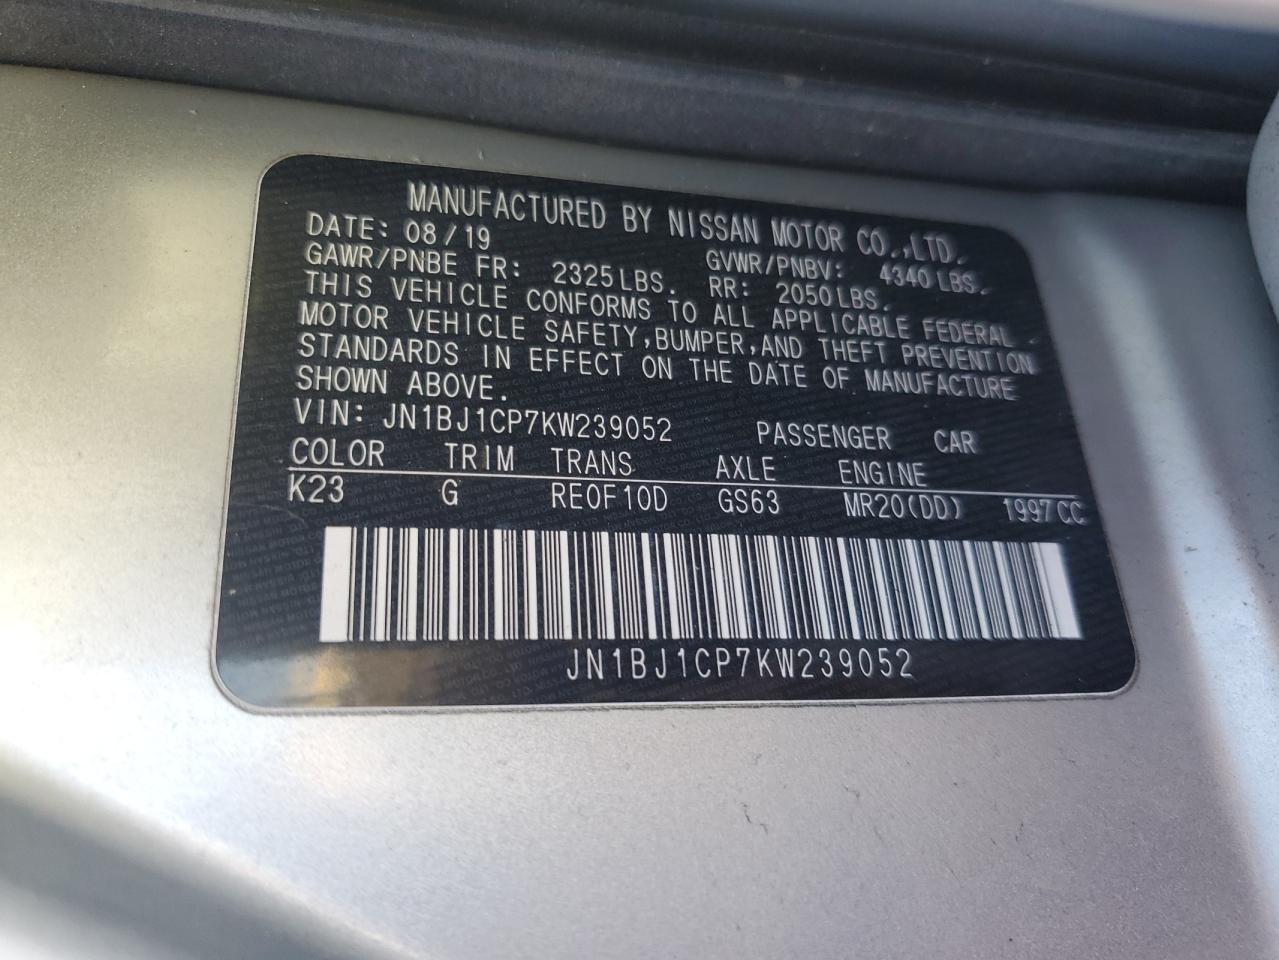 MANUFACTURED BY NISSAN MOTOR CO.,LTD.
DATE: 08/19
GVWR/PNBV: 4340 LBS.
GAWR/PNBE FR: 2325 LBS. RR: 2050 LBS.
THIS VEHICLE CONFORMS TO ALL APPLICABLE FEDERAL
MOTOR VEHICLE SAFETY,BUMPER,AND THEFT PREVENTION
STANDARDS IN EFFECT ON THE DATE OF MANUFACTURE
SHOWN ABOVE.
VIN: JN1BJ1CP7KW239052 PASSENGER CAR
COLOR TRIM TRANS AXLE ENGINE
K23 G RE0F10D GS63 MR20(DD) 1997CC
JN1BJ1CP7KW239052